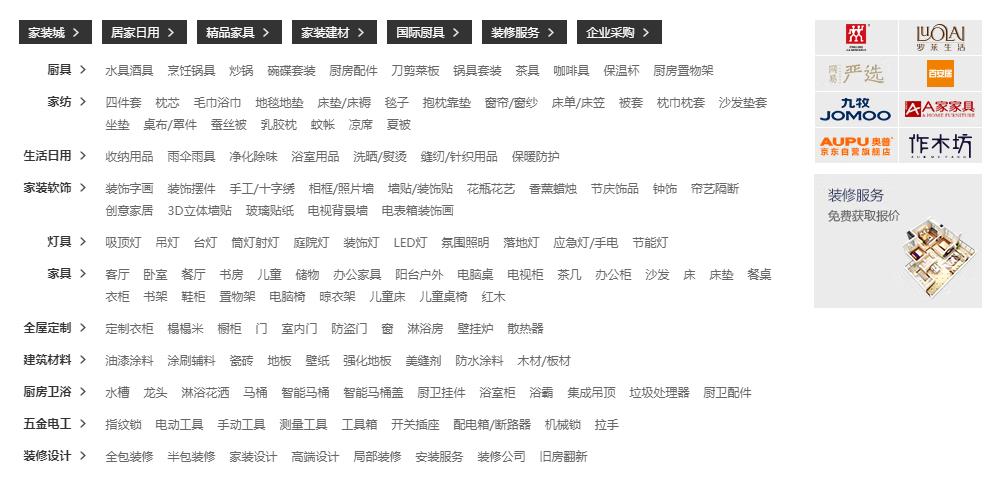 家装城 居家日用 精品家具 家装建材 国际厨具 装修服务 企业采购
厨具 水具酒具 烹饪锅具 炒锅 碗碟套装 厨房配件 刀剪菜板 锅具套装 茶具 咖啡具 保温杯 厨房置物架
家纺 四件套 枕芯 毛巾浴巾 地毯地垫 床垫/床褥 毯子 抱枕靠垫 窗帘/窗纱 床单/床笠 被套 枕巾枕套 沙发垫套
坐垫 桌布/罩件 蚕丝被 乳胶枕 蚊帐 凉席 夏被
生活日用 收纳用品 雨伞雨具 净化除味 浴室用品 洗晒/熨烫 缝纫/针织用品 保暖防护
家装软饰 装饰字画 装饰摆件 手工/十字绣 相框/照片墙 墙贴/装饰贴 花瓶花艺 香薰蜡烛 节庆饰品 钟饰 帘艺隔断
创意家居 3D立体墙贴 玻璃贴纸 电视背景墙 电表箱装饰画
灯具 吸顶灯 吊灯 台灯 筒灯射灯 庭院灯 装饰灯 LED灯 氛围照明 落地灯 应急灯/手电 节能灯
家具 客厅 卧室 餐厅 书房 儿童 储物 办公家具 阳台户外 电脑桌 电视柜 茶几 办公柜 沙发 床 床垫 餐桌
衣柜 书架 鞋柜 置物架 电脑椅 晾衣架 儿童床 儿童桌椅 红木
全屋定制 定制衣柜 榻榻米 橱柜 门 室内门 防盗门 窗 淋浴房 壁挂炉 散热器
建筑材料 油漆涂料 涂刷辅料 瓷砖 地板 壁纸 强化地板 美缝剂 防水涂料 木材/板材
厨房卫浴 水槽 龙头 淋浴花洒 马桶 智能马桶 智能马桶盖 厨卫挂件 浴室柜 浴霸 集成吊顶 垃圾处理器 厨卫配件
五金电工 指纹锁 电动工具 手动工具 测量工具 工具箱 开关插座 配电箱/断路器 机械锁 拉手
装修设计 全包装修 半包装修 家装设计 高端设计 局部装修 安装服务 装修公司 旧房翻新
LUOLAI
罗莱生活
网易严选
百安居
九牧
JOMOO
A家家具
A HOME FURNITURE
AUPU奥普
京东自营旗舰店
作木坊
装修服务
免费获取报价